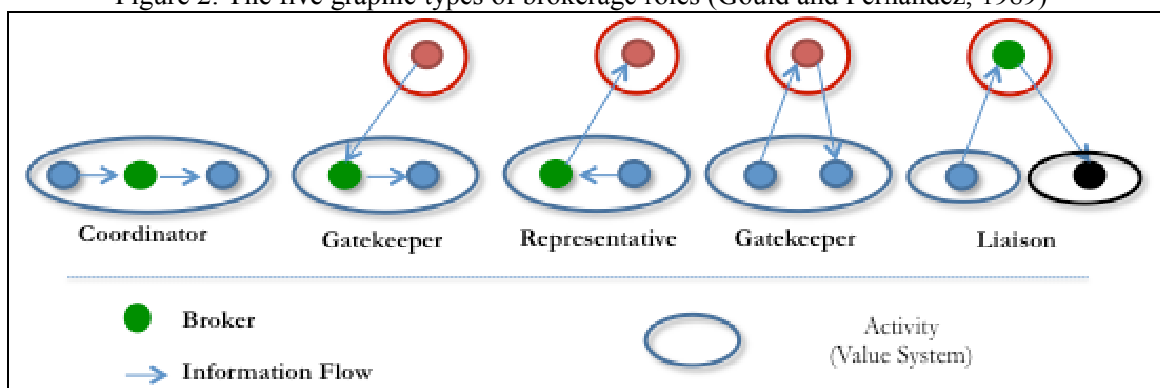 Figure 2: The five graphic types of brokerage roles (Gould and Fernandez, 1989)
Coordinator
Gatekeeper
Representative
Gatekeeper
Liaison
Broker
Information Flow
Activity
(Value System)